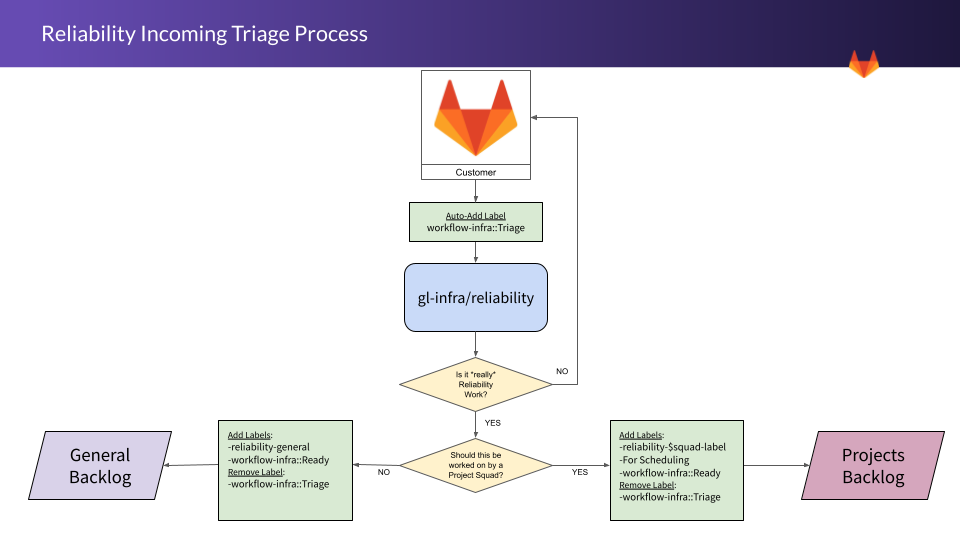 Reliability Incoming Triage Process
Customer
Auto-Add Label
workflow-infra::Triage
gl-infra/reliability
Is it *really*
Reliability
Work?
NO
YES
Should this be
worked on by a
Project Squad?
NO
YES
Add Labels:
-reliability-general
-workflow-infra::Ready
Remove Label:
-workflow-infra::Triage
General
Backlog
Add Labels:
-reliability-$squad-label
-For Scheduling
-workflow-infra::Ready
Remove Label:
-workflow-infra::Triage
Projects
Backlog